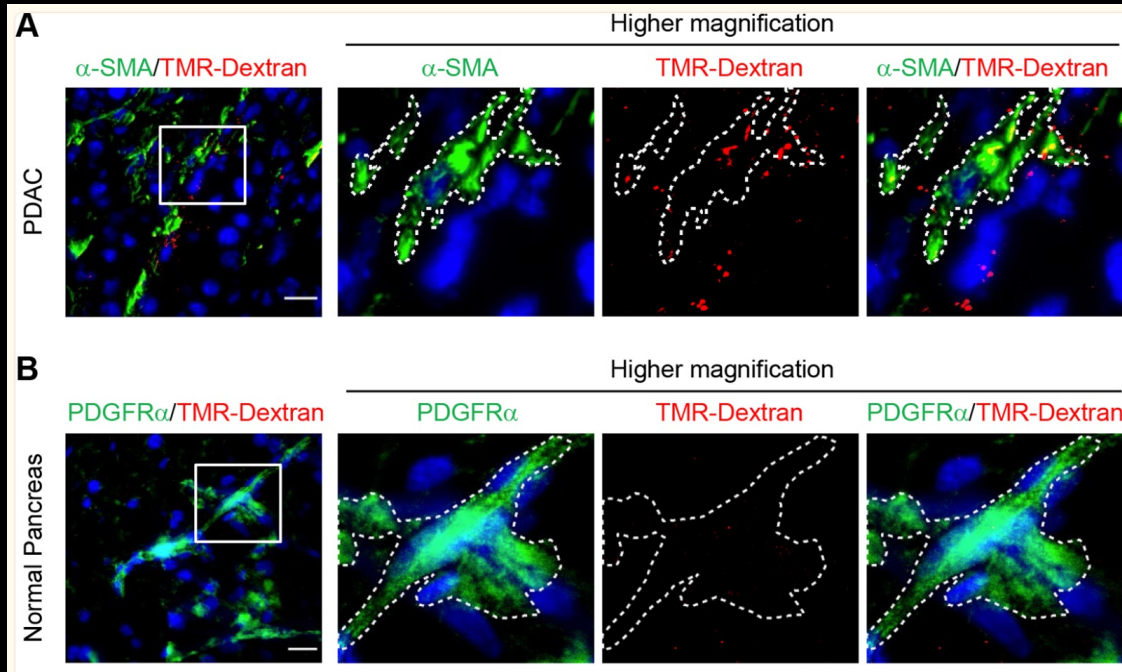 A
Higher magnification
α-SMA/TMR-Dextran
α-SMA
TMR-Dextran
α-SMA/TMR-Dextran
PDAC
B
Higher magnification
PDGFRα/TMR-Dextran
PDGFRα
TMR-Dextran
PDGFRα/TMR-Dextran
Normal Pancreas